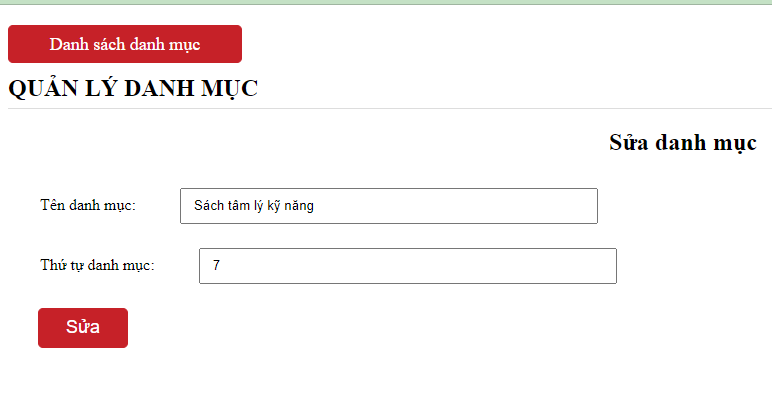 Danh sách danh mục
QUẢN LÝ DANH MỤC
Sửa danh mục
Tên danh mục: Sách tâm lý kỹ năng
Thứ tự danh mục: 7
Sửa